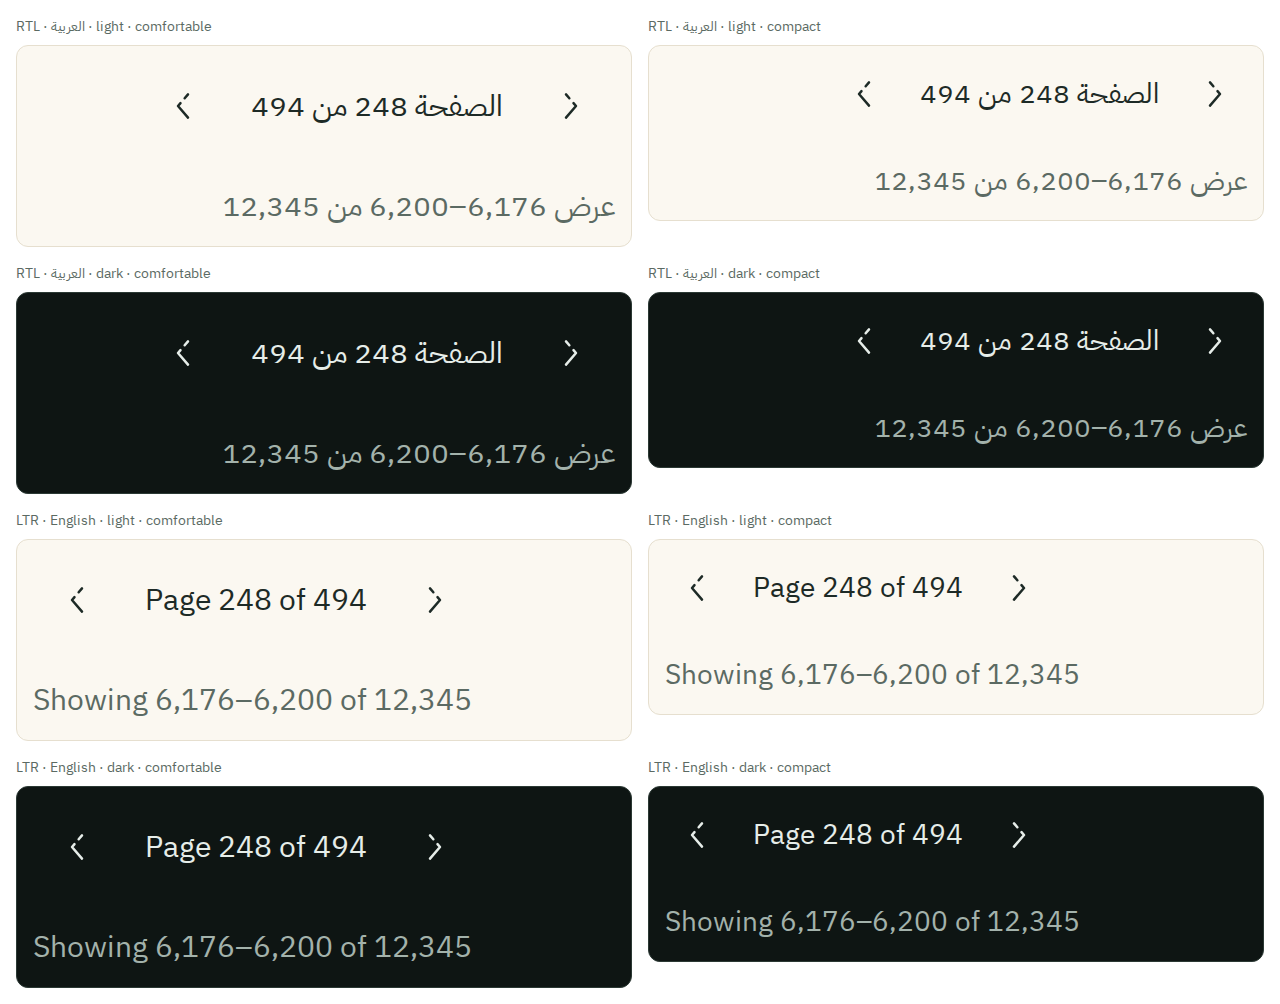 RTL · العربية · light · comfortable
الصفحة 248 من 494
عرض 6,176–6,200 من 12,345
RTL · العربية · light · compact
الصفحة 248 من 494
عرض 6,176–6,200 من 12,345
RTL · العربية · dark · comfortable
الصفحة 248 من 494
عرض 6,176–6,200 من 12,345
RTL · العربية · dark · compact
الصفحة 248 من 494
عرض 6,176–6,200 من 12,345
LTR · English · light · comfortable
Page 248 of 494
Showing 6,176–6,200 of 12,345
LTR · English · light · compact
Page 248 of 494
Showing 6,176–6,200 of 12,345
LTR · English · dark · comfortable
Page 248 of 494
Showing 6,176–6,200 of 12,345
LTR · English · dark · compact
Page 248 of 494
Showing 6,176–6,200 of 12,345